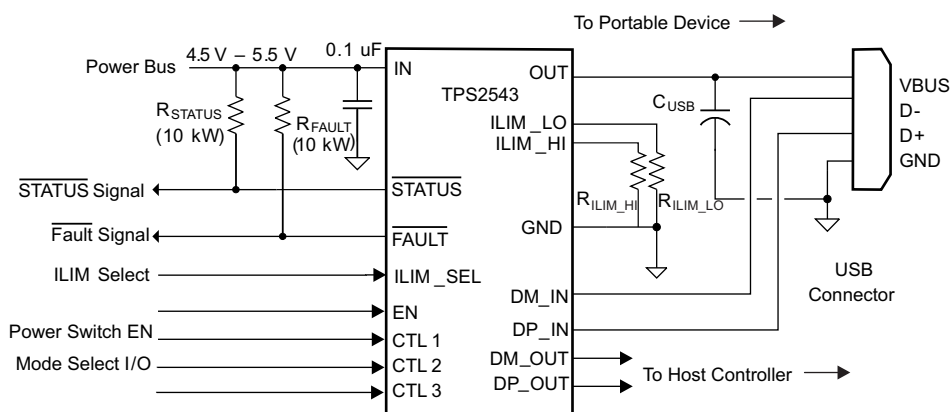 To Portable Device
4.5 V – 5.5 V
0.1 uF
Power Bus
IN
OUT
TPS2543
VBUS
D-
D+
GND
CUSB
RSTATUS
(10 kW)
RFAULT
(10 kW)
ILIM_LO
ILIM_HI
STATUS Signal
STATUS
RILIM_HI
RILIM_LO
Fault Signal
FAULT
GND
ILIM Select
ILIM_SEL
USB
Connector
DM_IN
EN
DP_IN
Power Switch EN
CTL 1
DM_OUT
Mode Select I/O
CTL 2
To Host Controller
DP_OUT
CTL 3